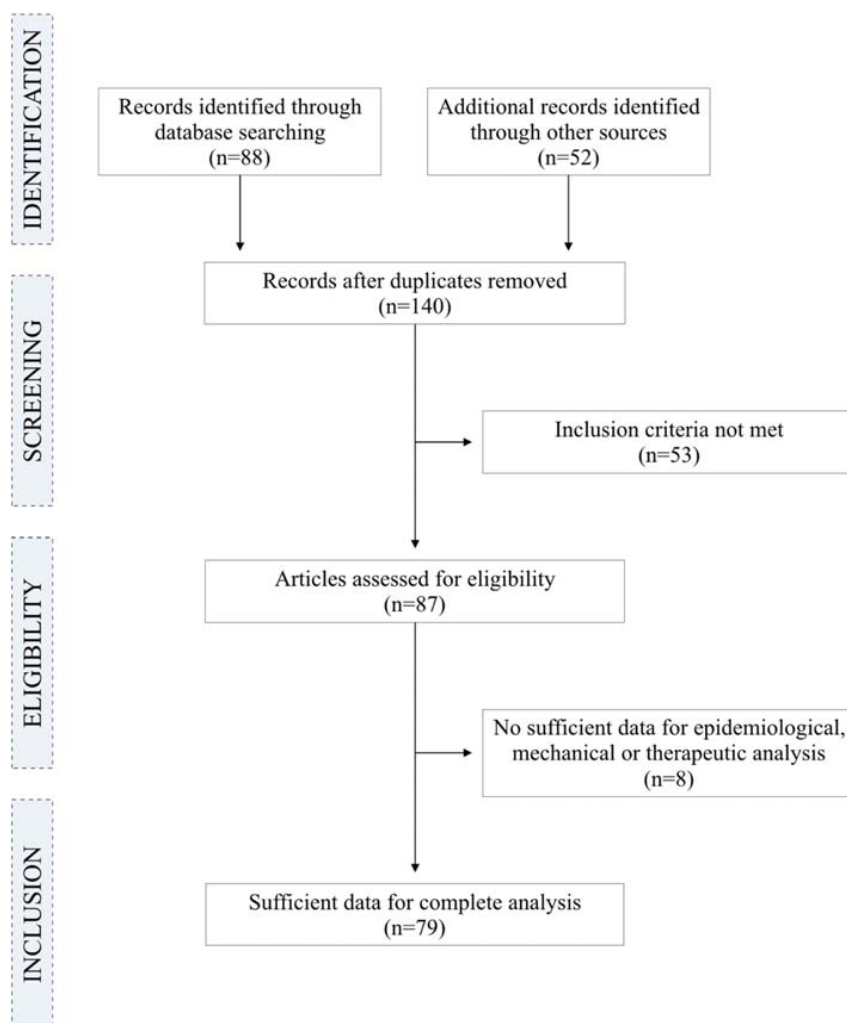 IDENTIFICATION
Records identified through
database searching
(n=88)
Additional records identified
through other sources
(n=52)
Records after duplicates removed
(n=140)
SCREENING
Inclusion criteria not met
(n=53)
ELIGIBILITY
Articles assessed for eligibility
(n=87)
No sufficient data for epidemiological,
mechanical or therapeutic analysis
(n=8)
INCLUSION
Sufficient data for complete analysis
(n=79)